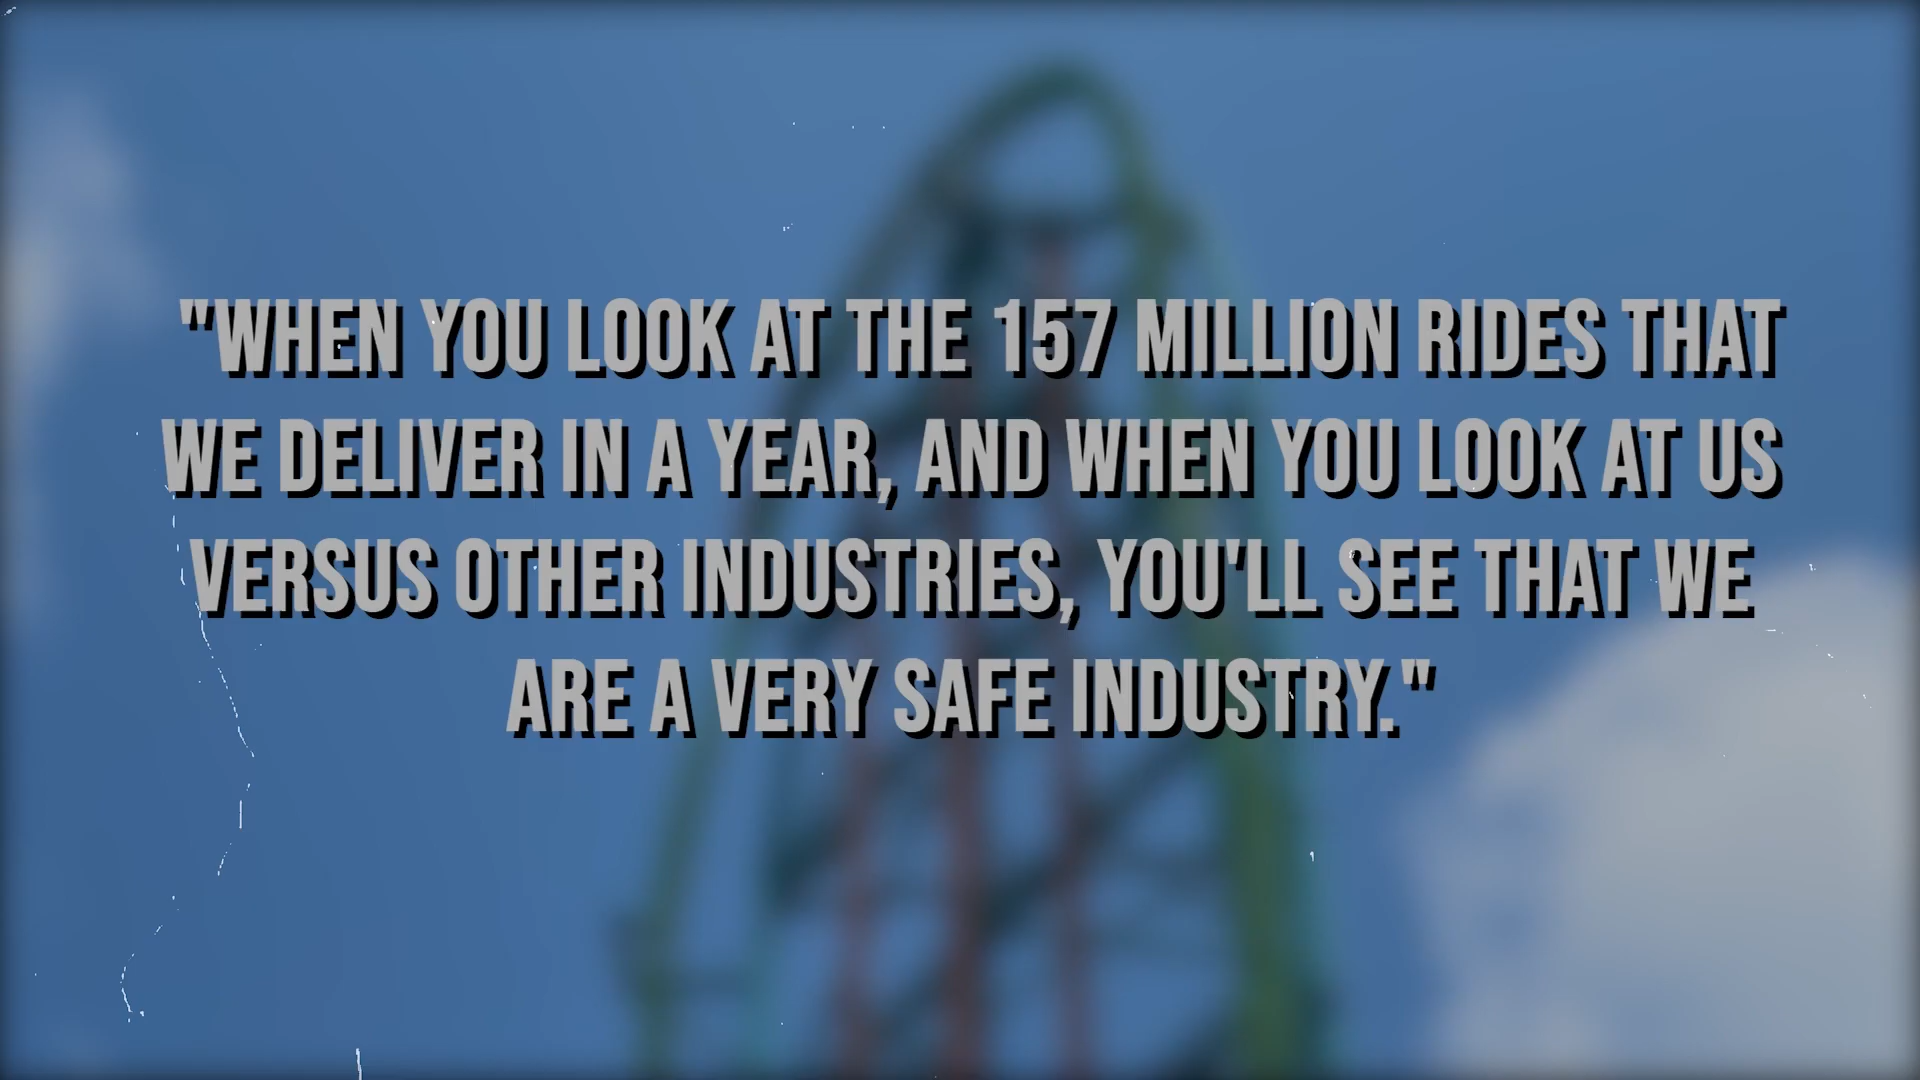 "WHEN YOU LOOK AT THE 157 MILLION RIDES THAT
WE DELIVER IN A YEAR, AND WHEN YOU LOOK AT US
VERSUS OTHER INDUSTRIES, YOU'LL SEE THAT WE
ARE A VERY SAFE INDUSTRY."